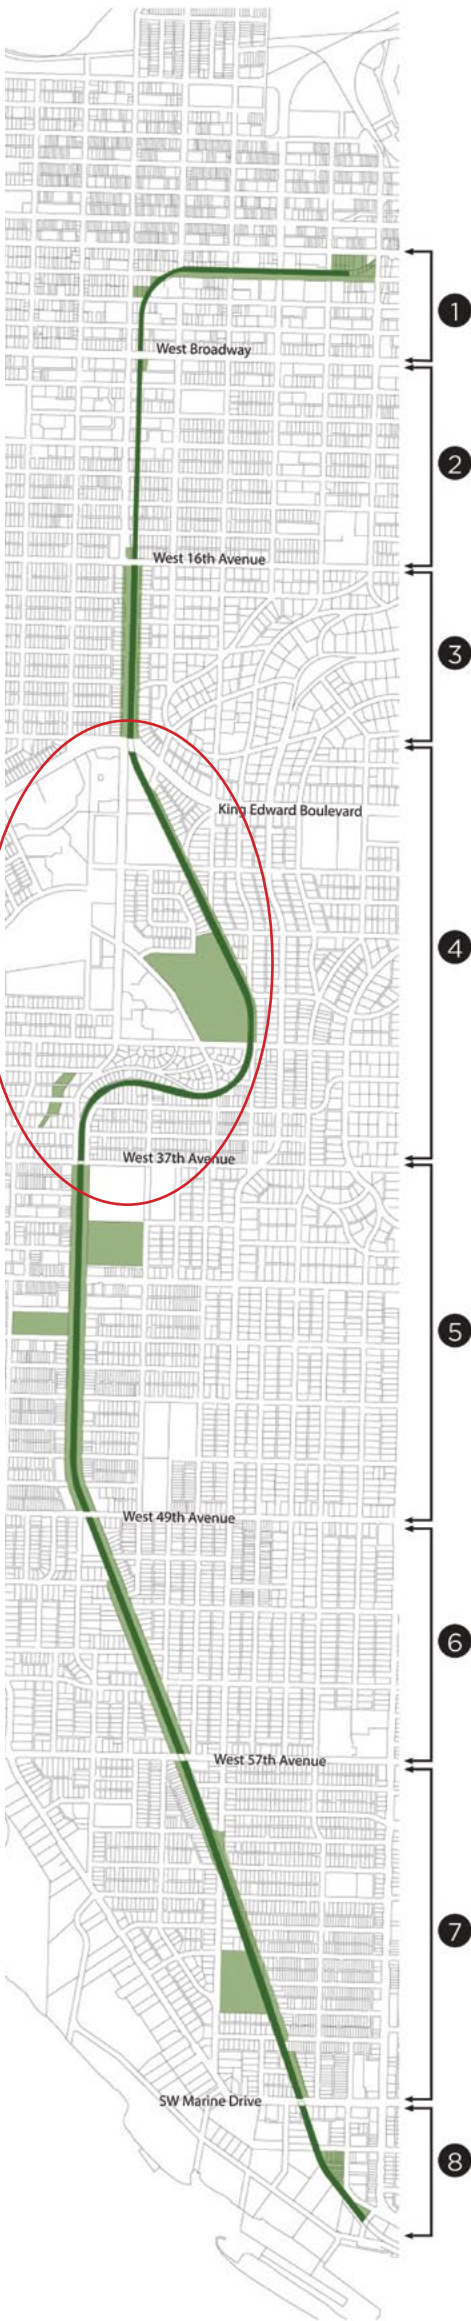 1
West Broadway
2
West 16th Avenue
3
King Edward Boulevard
4
West 37th Avenue
5
West 49th Avenue
6
West 57th Avenue
7
SW Marine Drive
8